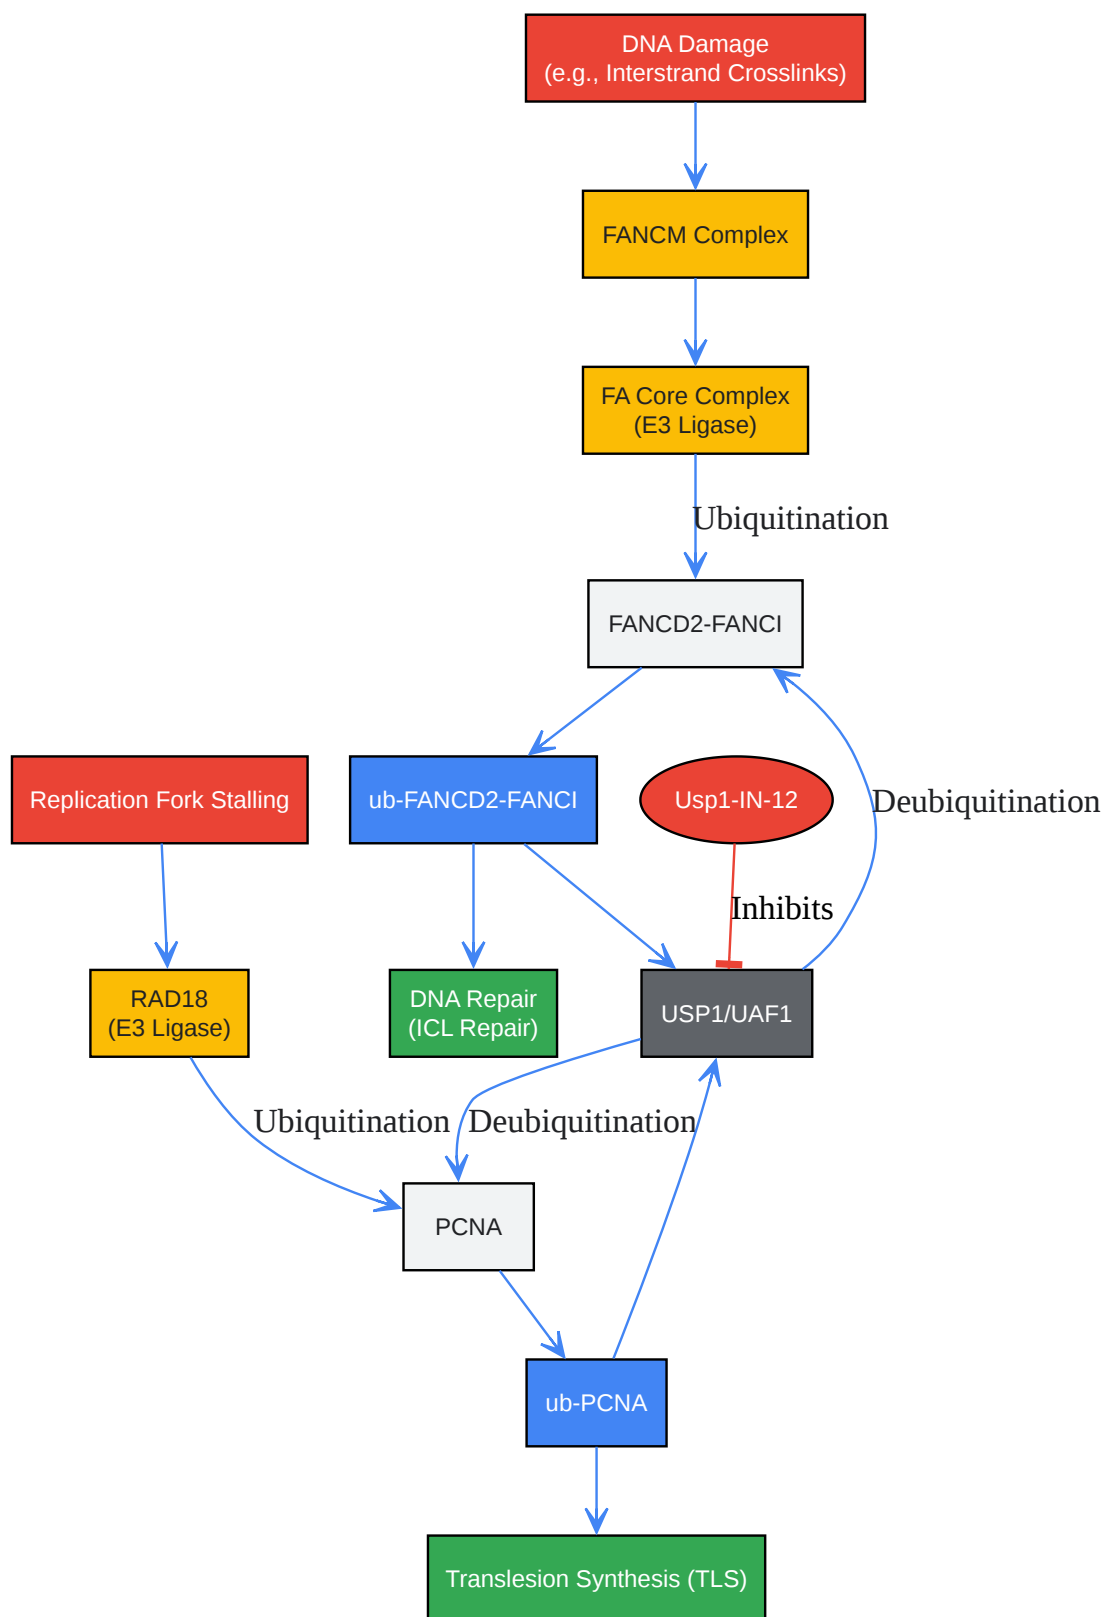 DNA Damage
(e.g., Interstrand Crosslinks)
FANCM Complex
FA Core Complex
(E3 Ligase)
Ubiquitination
FANCD2-FANCI
Replication Fork Stalling
ub-FANCD2-FANCI
Usp1-IN-12
Deubiquitination
Inhibits
RAD18
(E3 Ligase)
DNA Repair
(ICL Repair)
USP1/UAF1
Ubiquitination
Deubiquitination
PCNA
ub-PCNA
Translesion Synthesis (TLS)